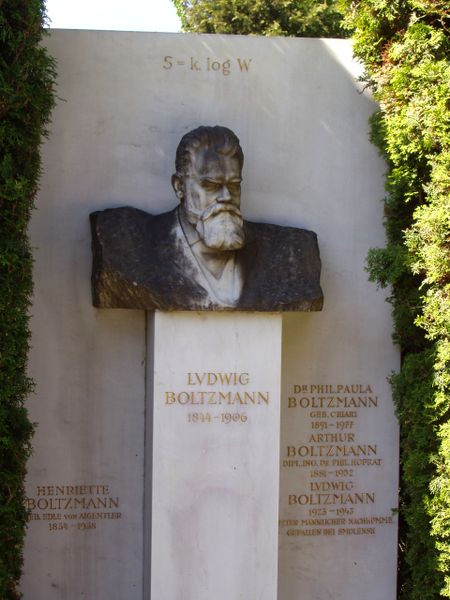 S = k. log W
LVDWIG
BOLTZMANN
1844-1906
HENRIETTE
BOLTZMANN
GEB. EDLE VON AIGENTLER
1854-1938
DR PHIL. PAULA
BOLTZMANN
GEB. CHIARI
1891-1977
ARTHUR
BOLTZMANN
DIPL. ING. DR. PHIL. HOFRAT
1881-1952
LVDWIG
BOLTZMANN
1923-1943
LETZTER MÄNNLICHER NACHKOMME
GEFALLEN BEI SMOLENSK